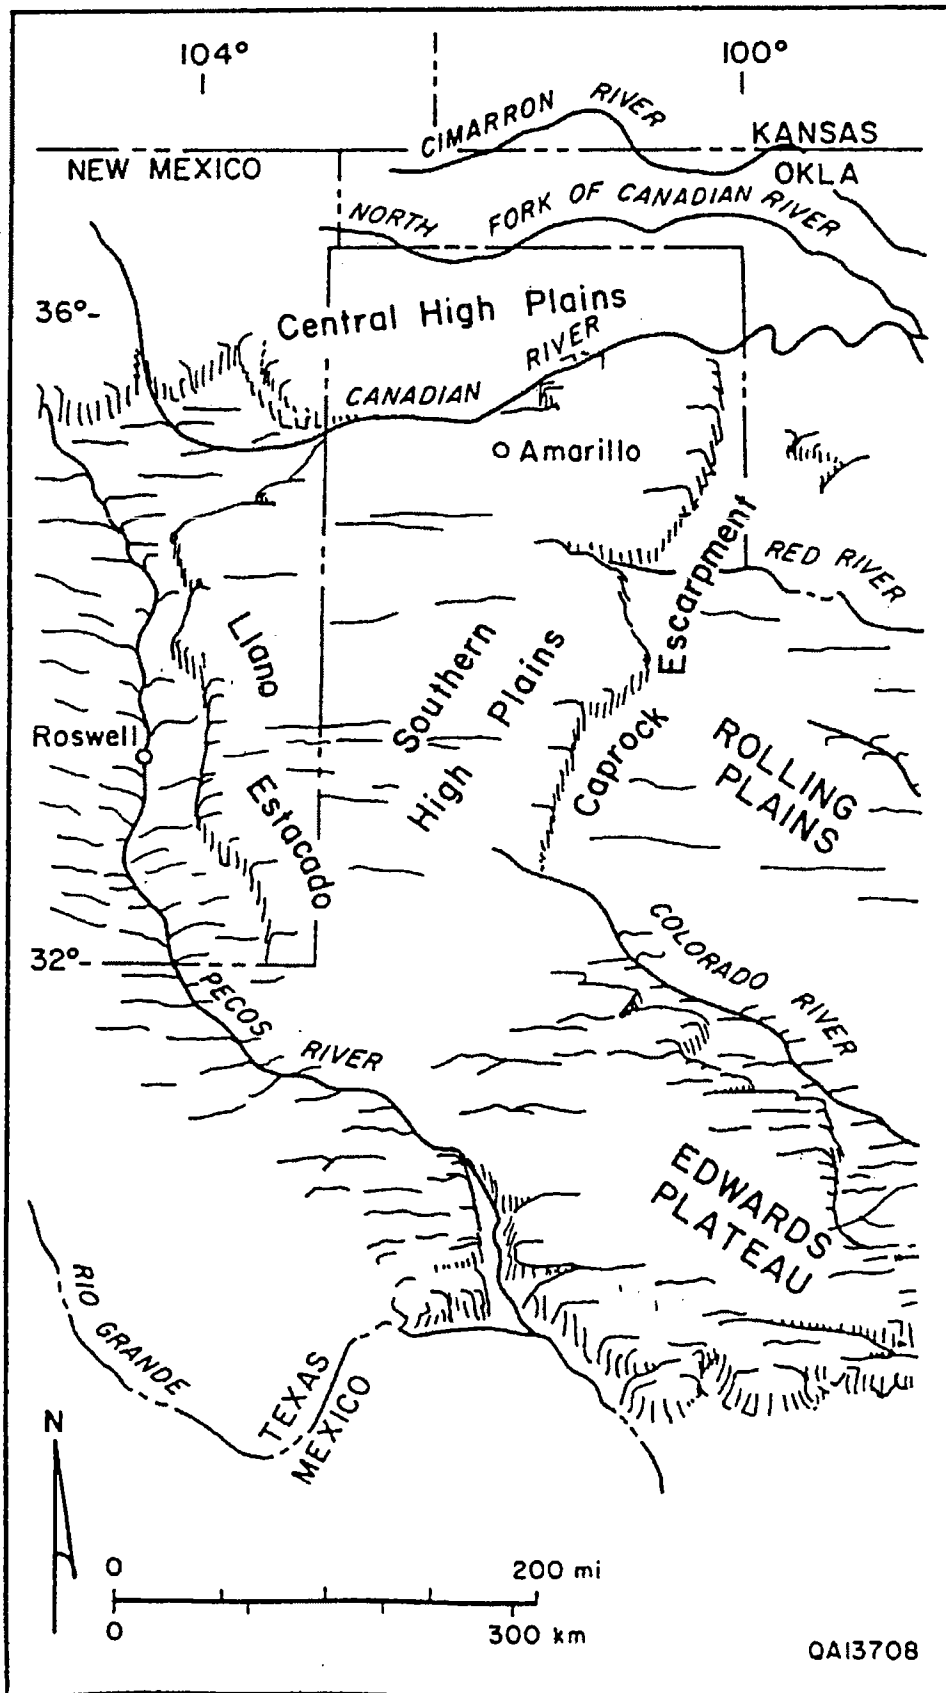 104°
100°
CIMARRON RIVER
KANSAS
NEW MEXICO
OKLA
NORTH FORK OF CANADIAN RIVER
36°
Central High Plains
CANADIAN RIVER
Amarillo
Escarpment
RED RIVER
Llano
Southern
High Plains
Roswell
Caprock
ROLLING
PLAINS
Estacado
32°
COLORADO RIVER
PECOS RIVER
EDWARDS
PLATEAU
RIO GRANDE
TEXAS
MEXICO
N
0 200 mi
0 300 km
QA13708